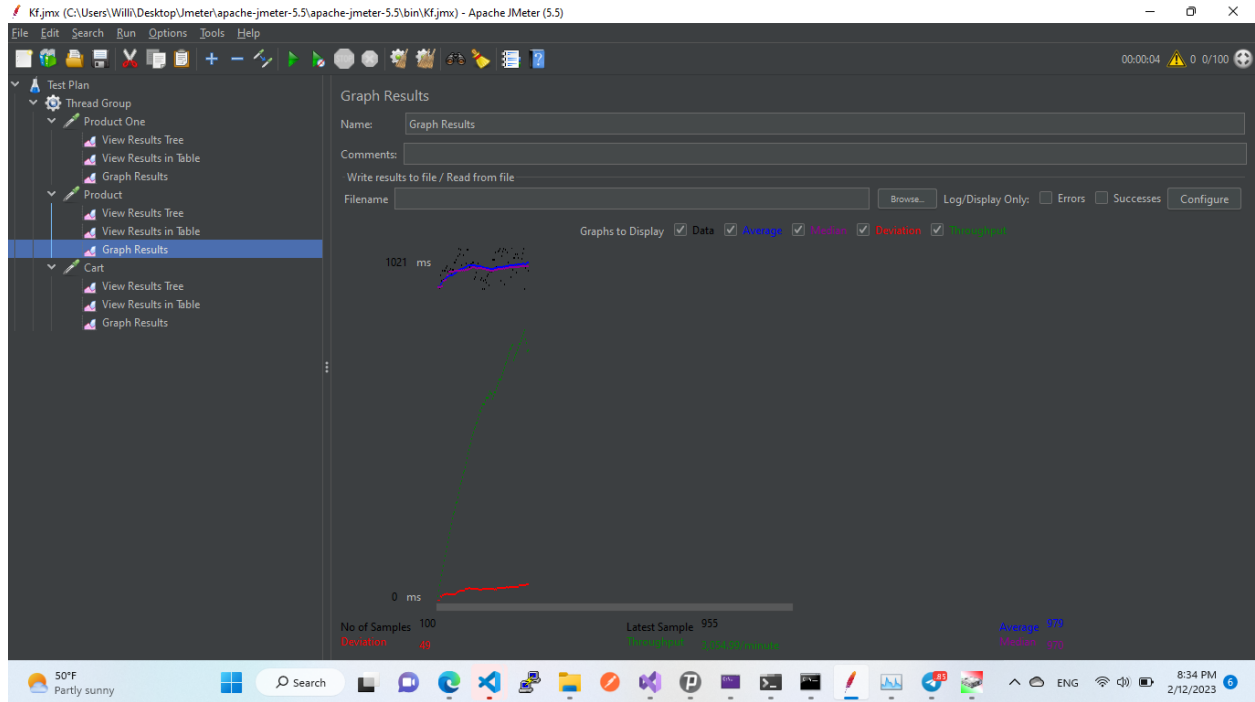 Kf.jmx (C:\Users\Willi\Desktop\Jmeter\apache-jmeter-5.5\apache-jmeter-5.5\bin\Kf.jmx) - Apache JMeter (5.5)
File Edit Search Run Options Tools Help
00:00:04 0 0/100
Test Plan
Thread Group
Product One
View Results Tree
View Results in Table
Graph Results
Product
View Results Tree
View Results in Table
Graph Results
Cart
View Results Tree
View Results in Table
Graph Results
Graph Results
Name: Graph Results
Comments:
Write results to file / Read from file
Filename Browse... Log/Display Only: Errors Successes Configure
Graphs to Display Data Average Median Deviation Throughput
1021 ms
0 ms
No of Samples 100 Latest Sample 955 Average 979
Deviation 49 Throughput 3,054.99/minute Median
50°F
Partly sunny
Search
85
ENG
8:34 PM
2/12/2023
6